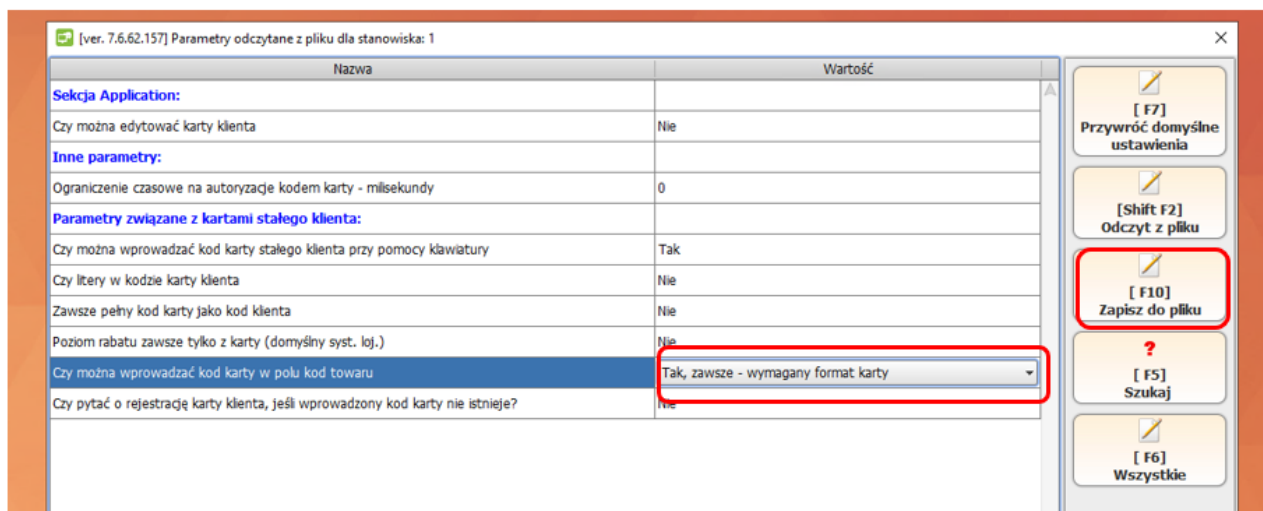 [ver. 7.6.62.157] Parametry odczytane z pliku dla stanowiska: 1
Nazwa Wartość
Sekcja Application:
Czy można edytować karty klienta Nie
Inne parametry:
Ograniczenie czasowe na autoryzacje kodem karty - milisekundy 0
Parametry związane z kartami stałego klienta:
Czy można wprowadzać kod karty stałego klienta przy pomocy klawiatury Tak
Czy litery w kodzie karty klienta Nie
Zawsze pełny kod karty jako kod klienta Nie
Poziom rabatu zawsze tylko z karty (domyślny syst. loj.) Nie
Czy można wprowadzać kod karty w polu kod towaru Tak, zawsze - wymagany format karty
Czy pytać o rejestrację karty klienta, jeśli wprowadzony kod karty nie istnieje? Nie
[ F7]
Przywróć domyślne
ustawienia
[Shift F2]
Odczyt z pliku
[ F10]
Zapisz do pliku
?
[ F5]
Szukaj
[ F6]
Wszystkie